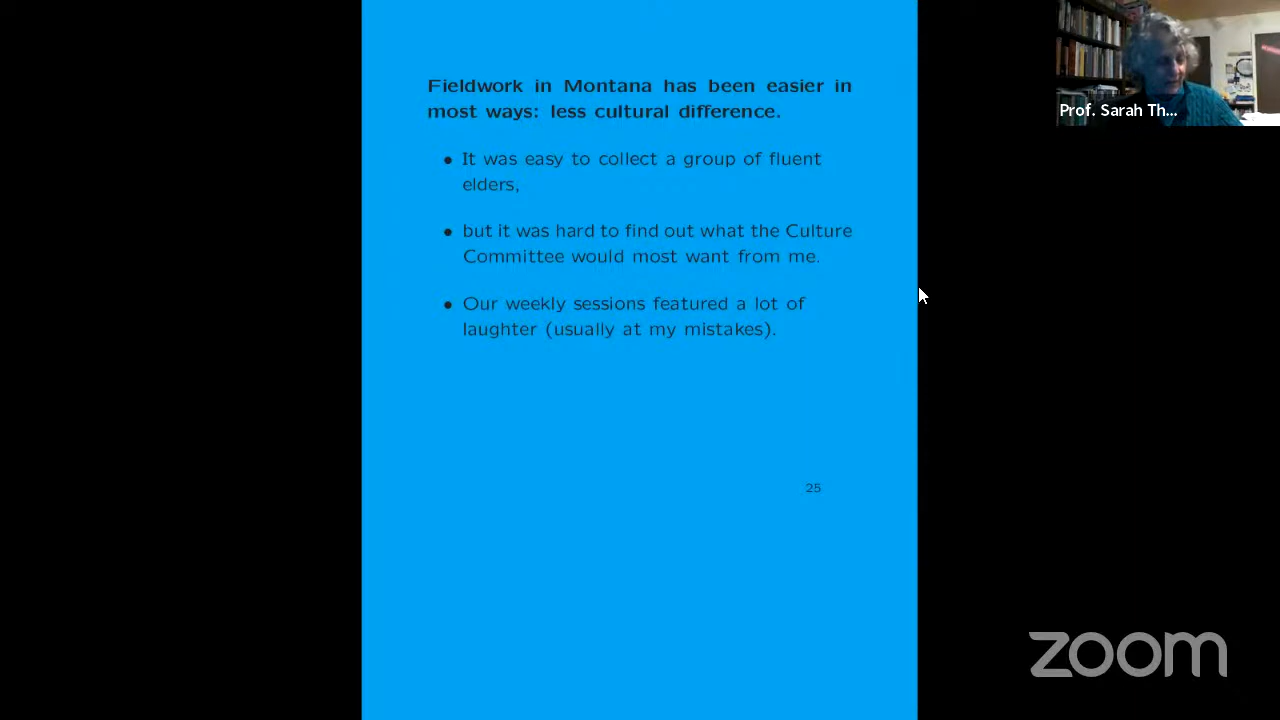 Fieldwork in Montana has been easier in
most ways: less cultural difference.
• It was easy to collect a group of fluent
elders,
• but it was hard to find out what the Culture
Committee would most want from me.
• Our weekly sessions featured a lot of
laughter (usually at my mistakes).
25
Prof. Sarah Th...
zoom